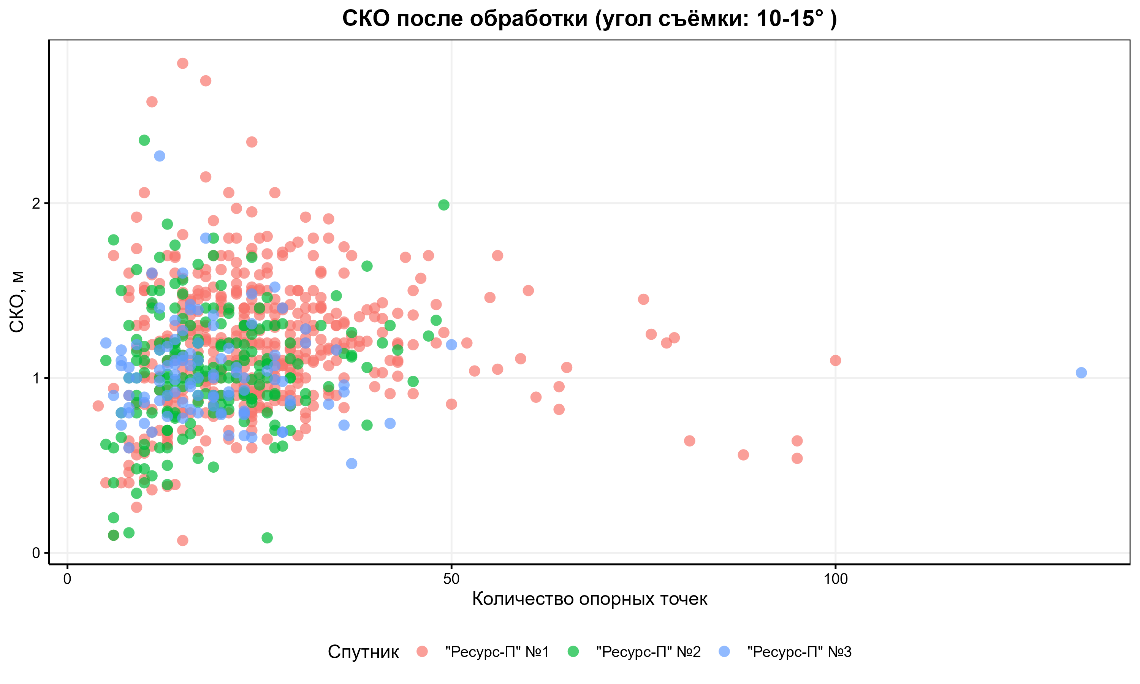 СКО после обработки (угол съёмки: 10-15° )
СКО, м
2
1
0
0 50 100
Количество опорных точек
Спутник "Ресурс-П" №1 "Ресурс-П" №2 "Ресурс-П" №3